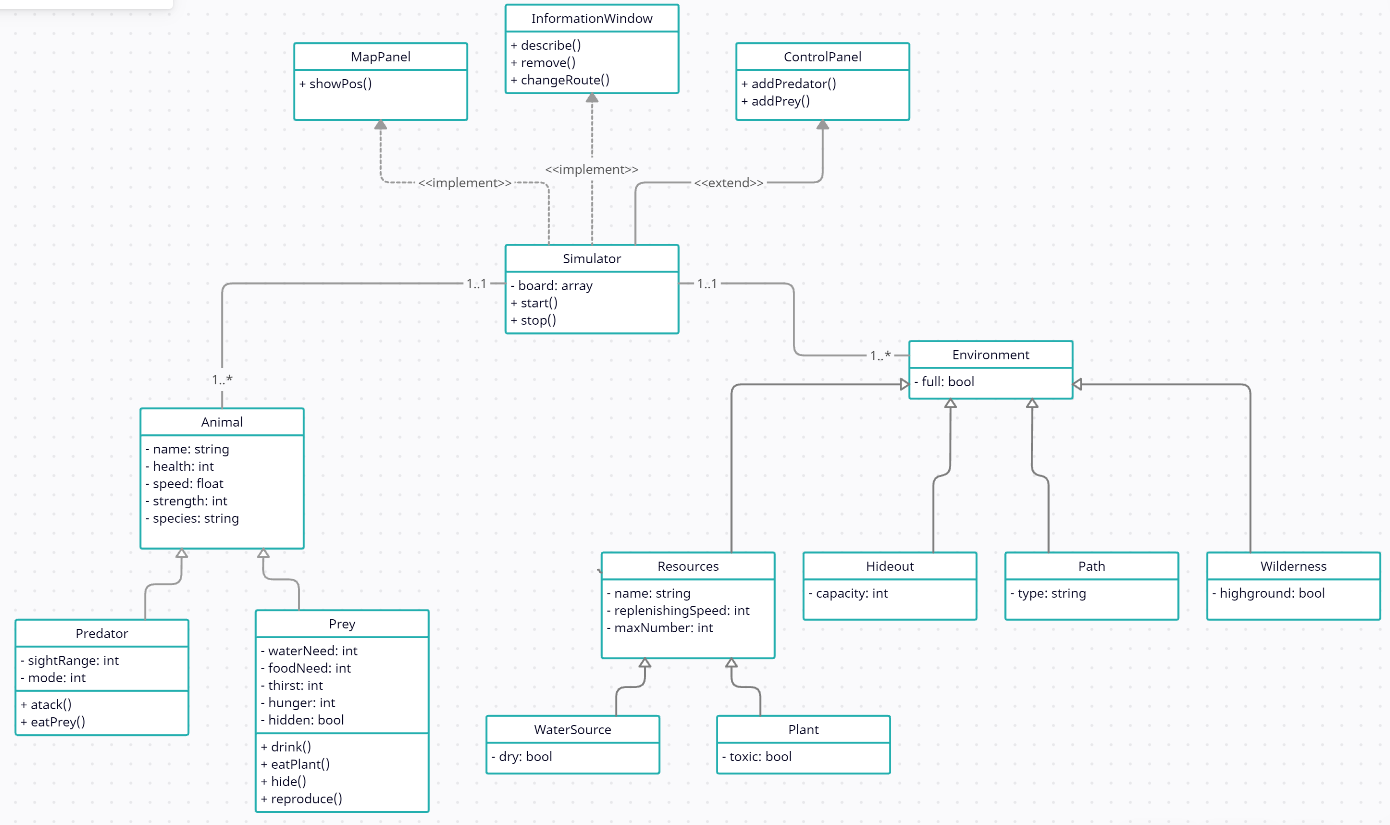 InformationWindow
+ describe()
+ remove()
+ changeRoute()
MapPanel
+ showPos()
ControlPanel
+ addPredator()
+ addPrey()
<<implement>>
<<implement>>
<<extend>>
Simulator
- board: array
+ start()
+ stop()
1..1
1..1
1..*
1..*
Environment
- full: bool
Animal
- name: string
- health: int
- speed: float
- strength: int
- species: string
Predator
- sightRange: int
- mode: int
+ atack()
+ eatPrey()
Prey
- waterNeed: int
- foodNeed: int
- thirst: int
- hunger: int
- hidden: bool
+ drink()
+ eatPlant()
+ hide()
+ reproduce()
Resources
- name: string
- replenishingSpeed: int
- maxNumber: int
Hideout
- capacity: int
Path
- type: string
Wilderness
- highground: bool
WaterSource
- dry: bool
Plant
- toxic: bool